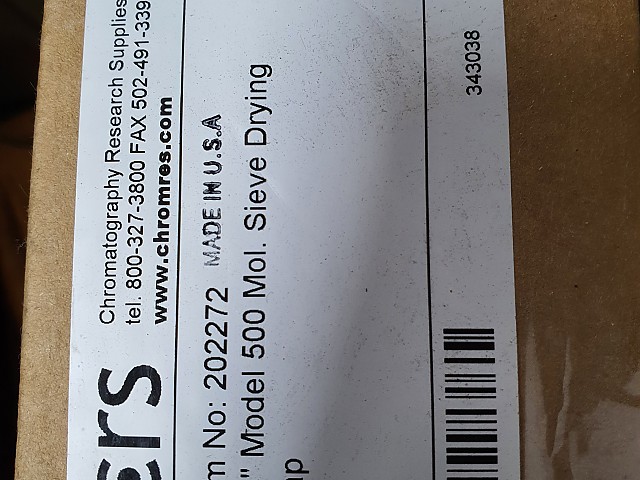 Chromatography Research Supplies
tel. 800-327-3800 FAX 502-491-339
www.chromres.com
ers
m No: 202272 MADE IN U.S.A
" Model 500 Mol. Sieve Drying
ap
343038